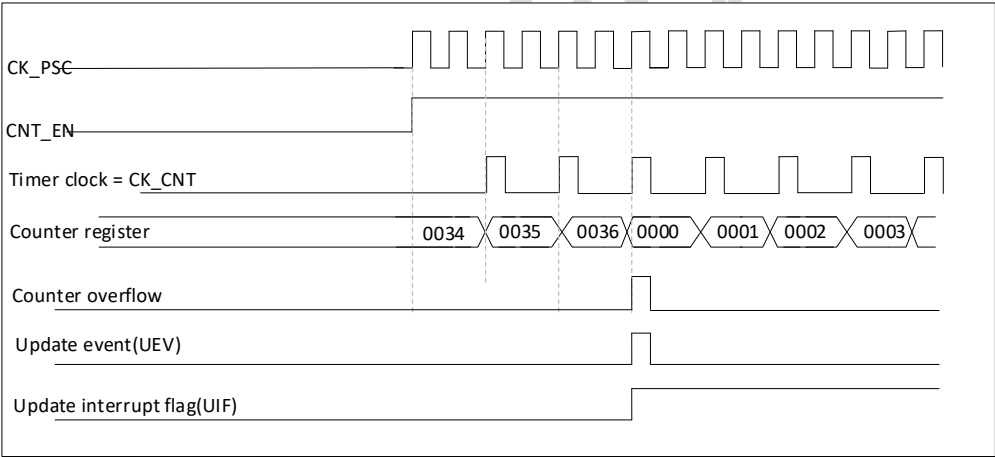 CK_PSC
CNT_EN
Timer clock = CK_CNT
Counter register 0034 0035 0036 0000 0001 0002 0003
Counter overflow
Update event(UEV)
Update interrupt flag(UIF)